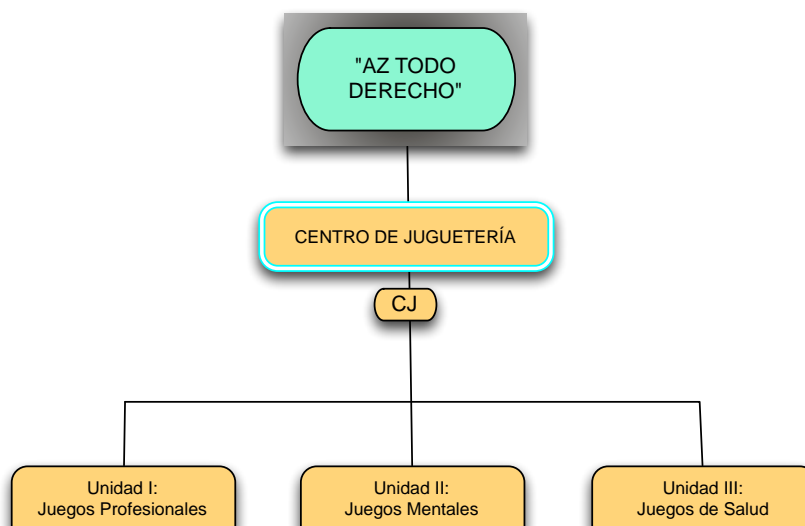 "AZ TODO
DERECHO"
CENTRO DE JUGUETERÍA
CJ
Unidad I:
Juegos Profesionales
Unidad II:
Juegos Mentales
Unidad III:
Juegos de Salud